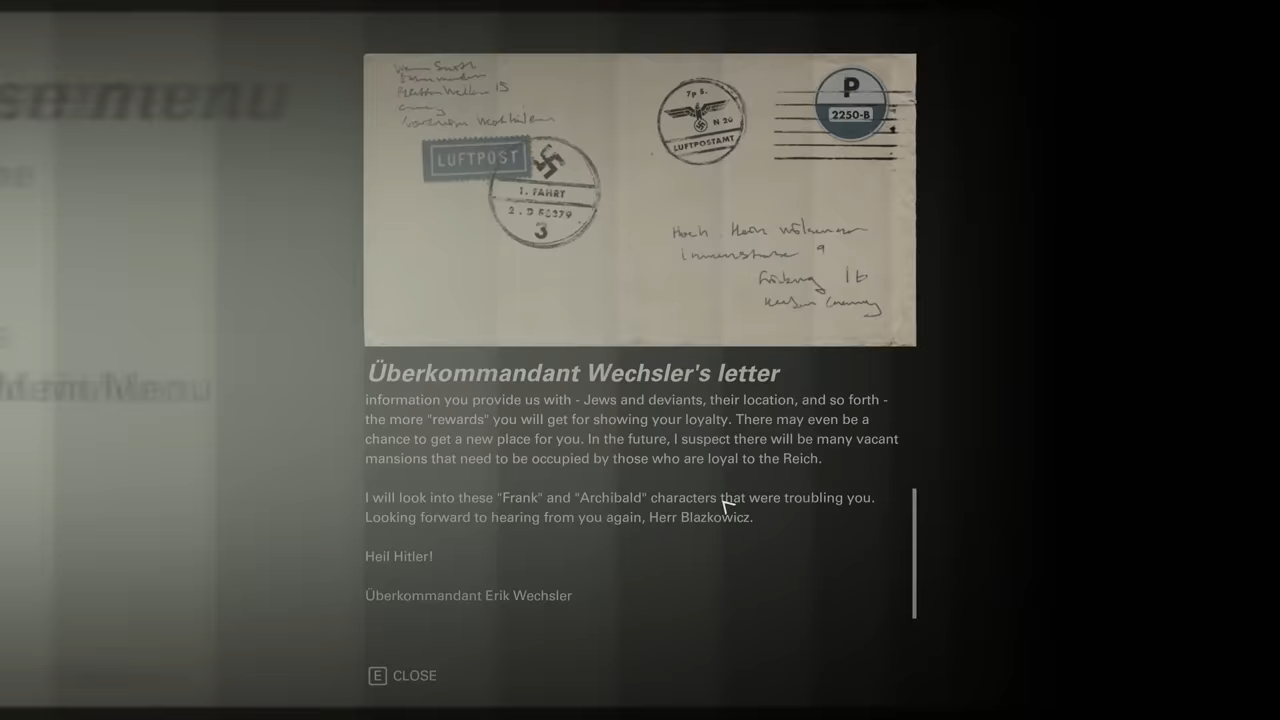 LUFTPOST
1. FAHRT
3
N 20
LUFTPOSTAMT
P
2250-B
Überkommandant Wechsler's letter
information you provide us with - Jews and deviants, their location, and so forth -
the more "rewards" you will get for showing your loyalty. There may even be a
chance to get a new place for you. In the future, I suspect there will be many vacant
mansions that need to be occupied by those who are loyal to the Reich.
I will look into these "Frank" and "Archibald" characters that were troubling you.
Looking forward to hearing from you again, Herr Blazkowicz.
Heil Hitler!
Überkommandant Erik Wechsler
E CLOSE